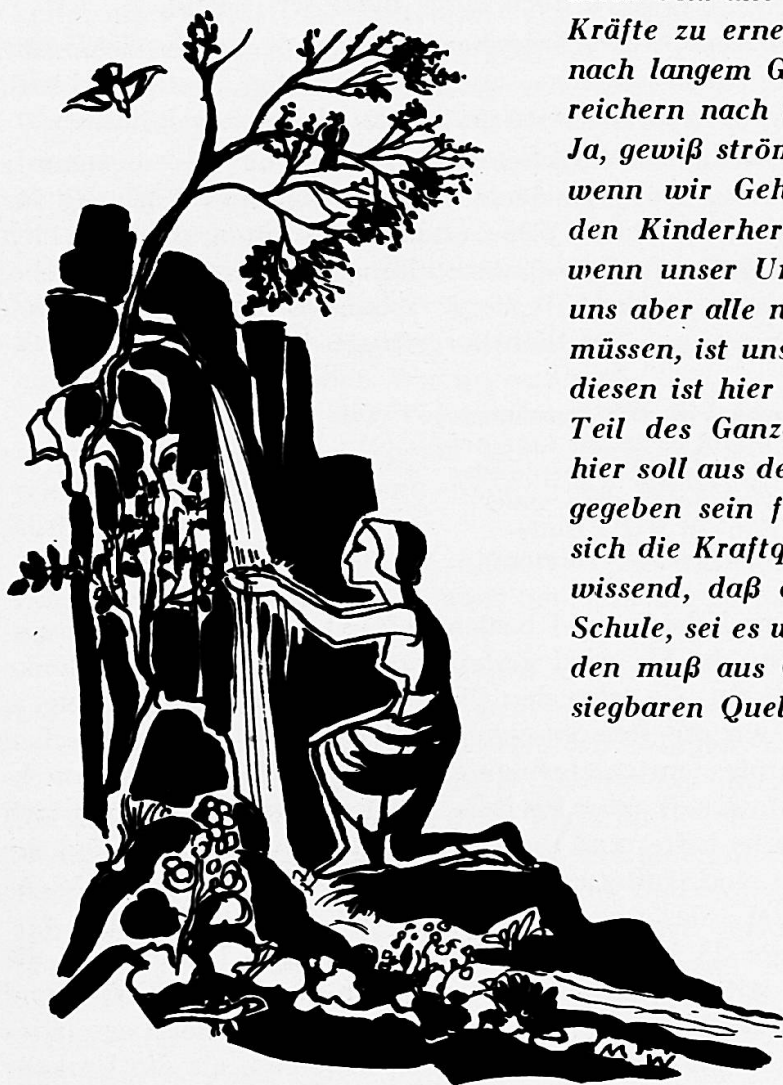 Kräfte zu erne
nach langem G
reichern nach
Ja, gewiß ström
wenn wir Geh
den Kinderher
wenn unser Ur
uns aber alle n
müssen, ist uns
diesen ist hier
Teil des Ganz
hier soll aus de
gegeben sein f
sich die Kraftq
wissend, daß
Schule, sei es u
den muß aus
siegbaren Quel
M W